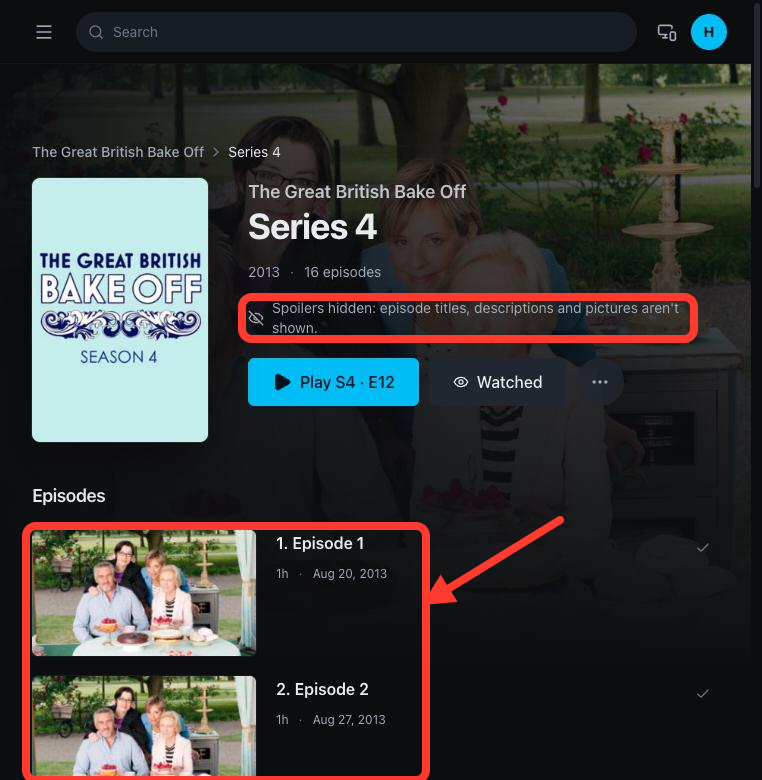 Search
H
The Great British Bake Off > Series 4
THE GREAT BRITISH
BAKE OFF
SEASON 4
The Great British Bake Off
Series 4
2013 · 16 episodes
Spoilers hidden: episode titles, descriptions and pictures aren't
shown.
Play S4 · E12
Watched
Episodes
1. Episode 1
1h · Aug 20, 2013
2. Episode 2
1h · Aug 27, 2013